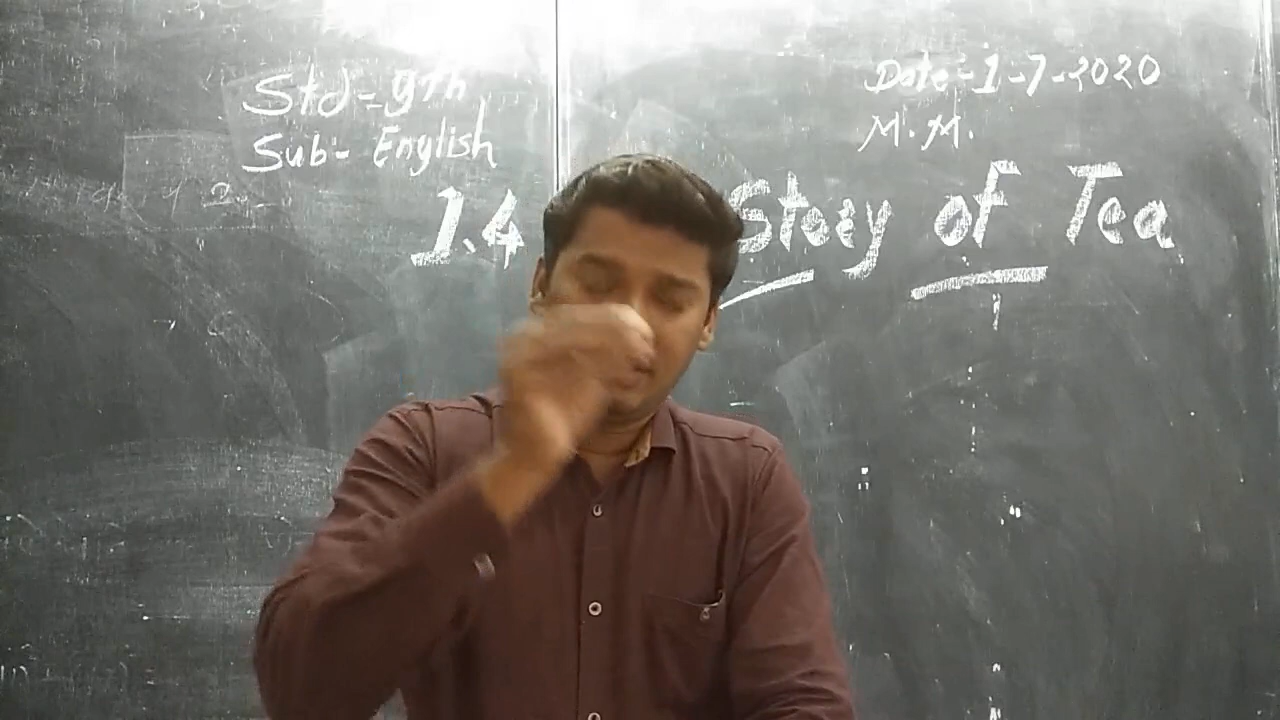 Std = 9th
Sub - English
Date - 1-7-2020
M. M.
1.4 Story of Tea